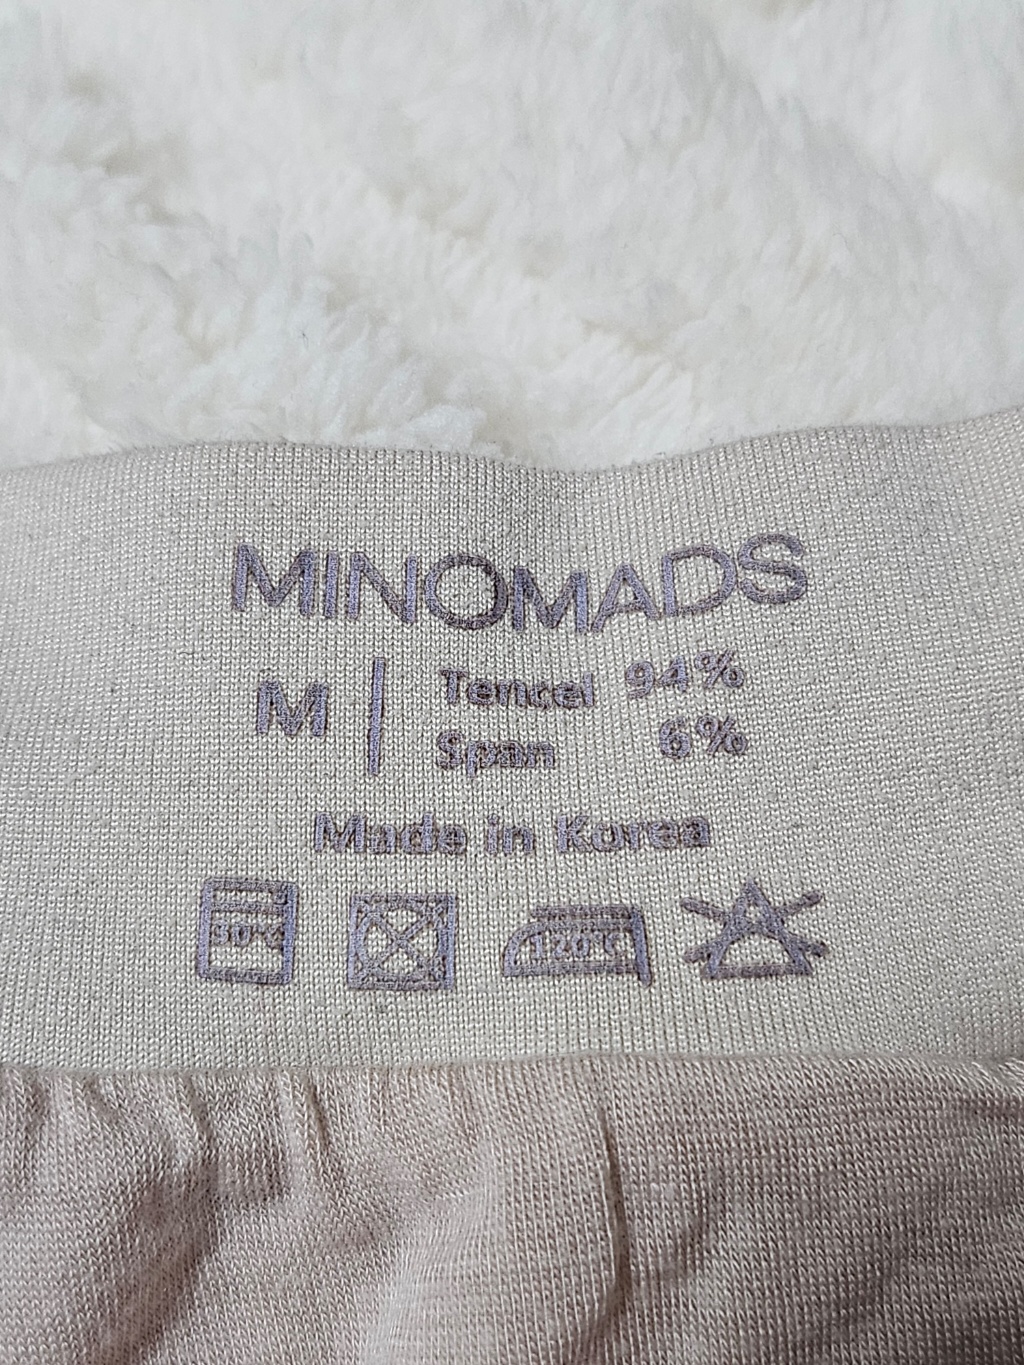 MINOMADS
M | Tencel 94%
Span 6%
Made in Korea
30℃ 120℃